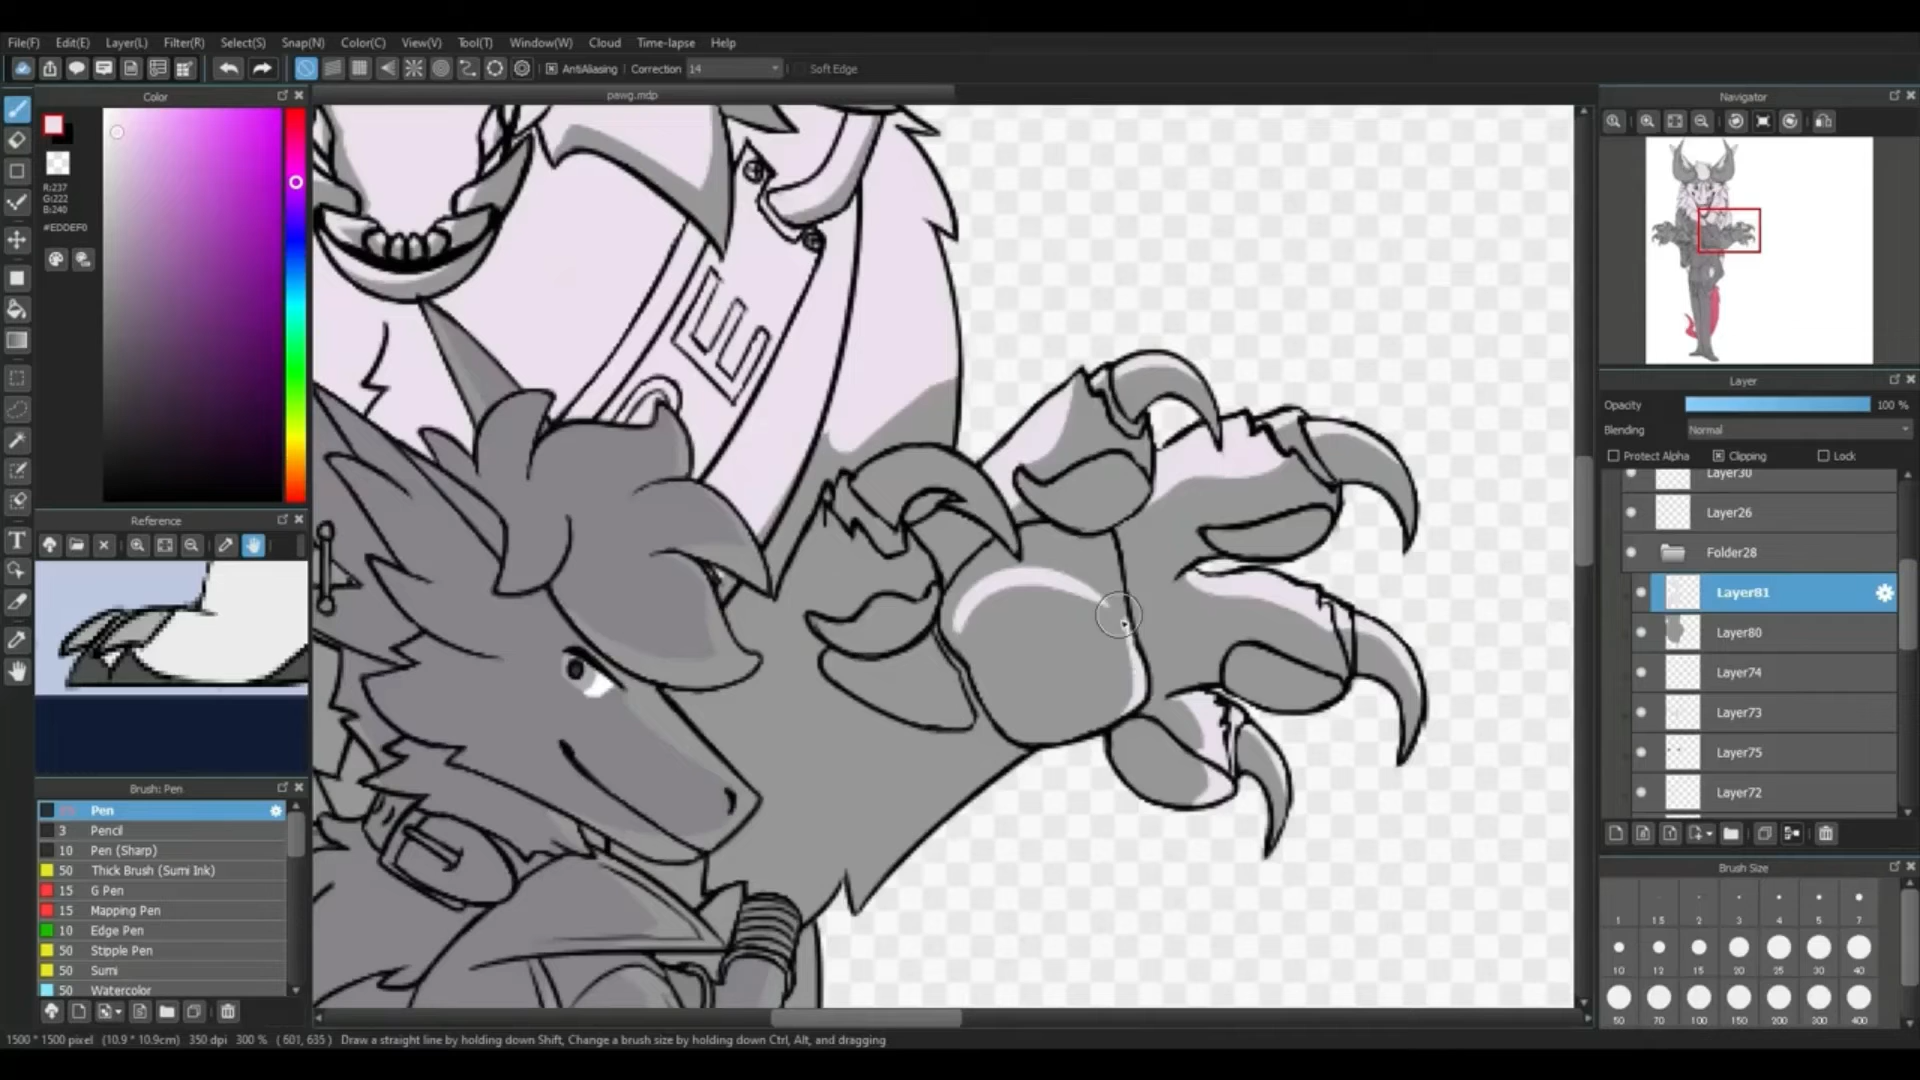 File(F) Edit(E) Layer(L) Filter(R) Select(S) Snap(N) Color(C) View(V) Tool(T) Window(W) Cloud Time-lapse Help
AntiAliasing Correction 14 Soft Edge
Color
pawg.mdp
Navigator
R:237
G:222
B:240
#EDDEF0
PE
Layer
Opacity 100 %
Blending Normal
Protect Alpha Clipping Lock
Layer30
Layer26
Folder28
Layer81
Layer80
Layer74
Layer73
Layer75
Layer72
Reference
Brush: Pen
Pen
3 Pencil
10 Pen (Sharp)
50 Thick Brush (Sumi Ink)
15 G Pen
15 Mapping Pen
10 Edge Pen
50 Stipple Pen
50 Sumi
50 Watercolor
Brush Size
1 1.5 2 3 4 5 7
10 12 15 20 25 30 40
50 70 100 150 200 300 400
1500 * 1500 pixel (10.9 * 10.9cm) 350 dpi 300 % ( 601, 635 ) Draw a straight line by holding down Shift, Change a brush size by holding down Ctrl, Alt, and dragging